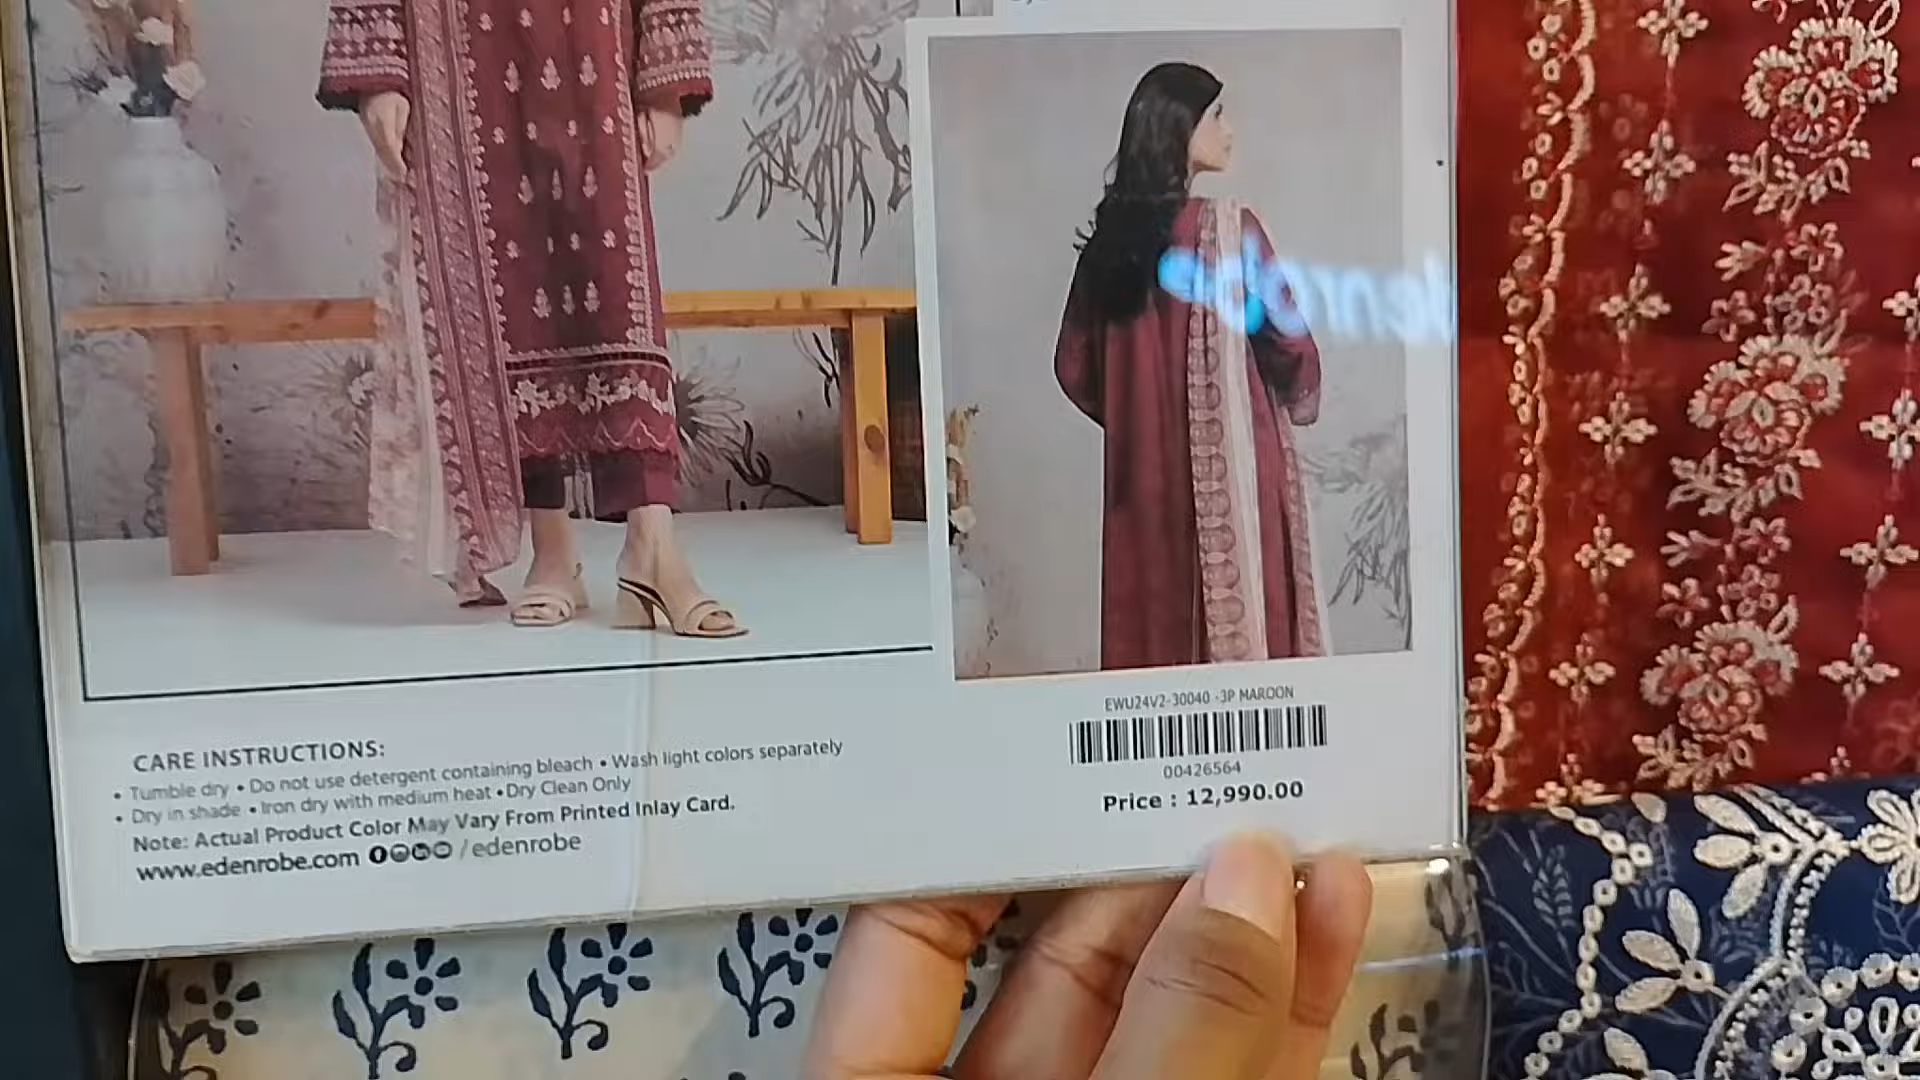 EWU24V2-30040 -3P MAROON
00426564
Price : 12,990.00
CARE INSTRUCTIONS:
• Tumble dry • Do not use detergent containing bleach • Wash light colors separately
• Dry in shade • Iron dry with medium heat •Dry Clean Only
Note: Actual Product Color May Vary From Printed Inlay Card.
www.edenrobe.com /edenrobe